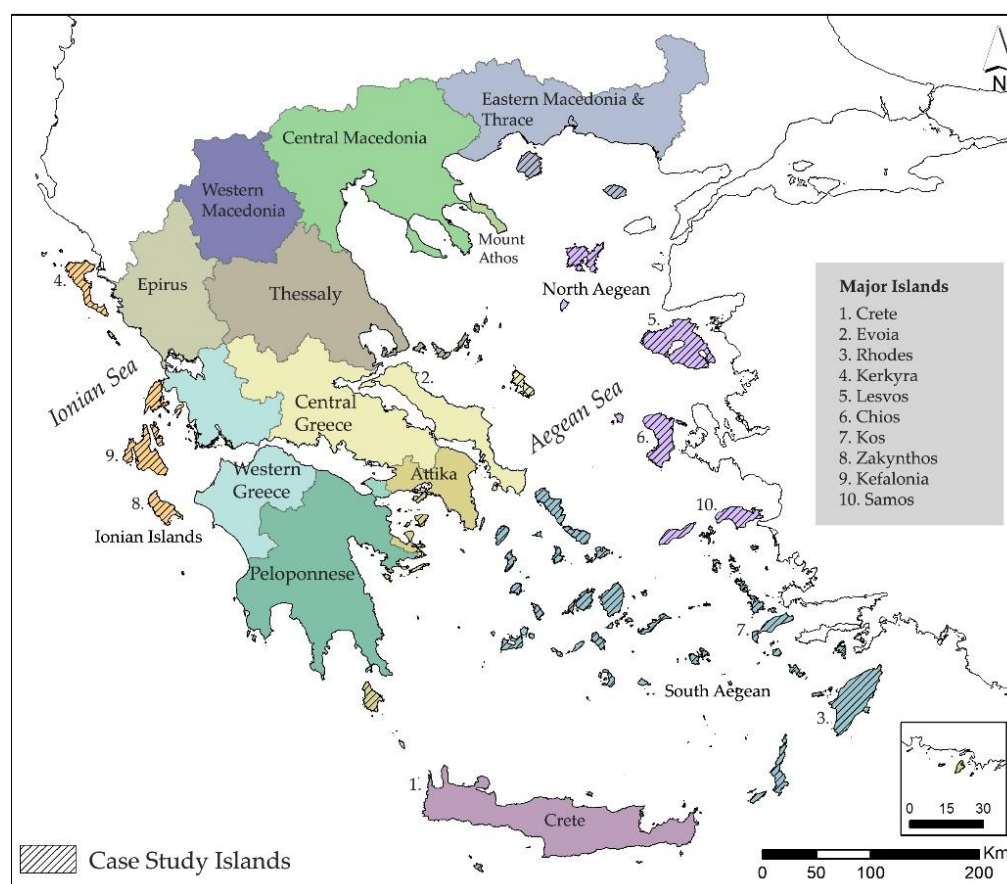 N
Eastern Macedonia &
Thrace
Central Macedonia
Western
Macedonia
Mount
Athos
4.
Epirus
Thessaly
North Aegean
Major Islands
1. Crete
2. Evoia
3. Rhodes
4. Kerkyra
5. Lesvos
6. Chios
7. Kos
8. Zakynthos
9. Kefalonia
10. Samos
5.
Ionian Sea
2.
Aegean Sea
Central
Greece
9.
6.
Western
Greece
Attika
8.
Ionian Islands
10.
Peloponnese
7.
South Aegean
3.
1.
Crete
0 15 30
Case Study Islands
Km
0 50 100 200